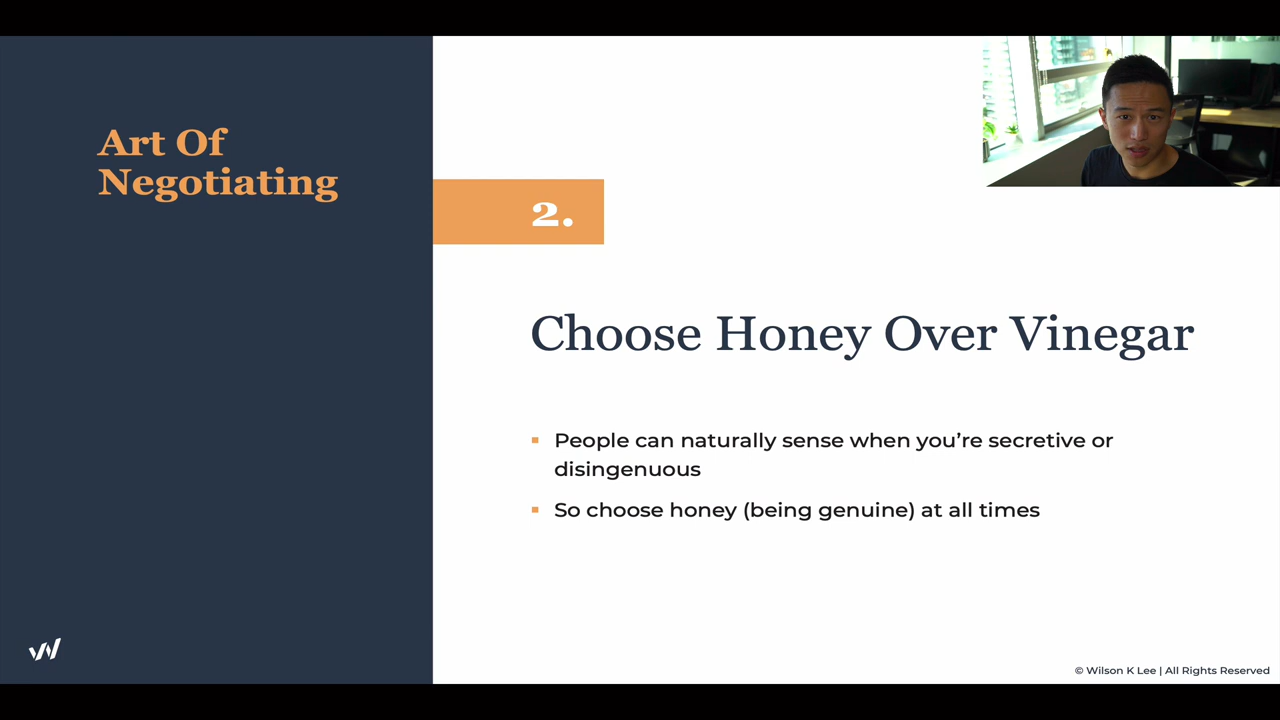 Art Of
Negotiating
2.
Choose Honey Over Vinegar
People can naturally sense when you’re secretive or
disingenuous
So choose honey (being genuine) at all times
© Wilson K Lee | All Rights Reserved